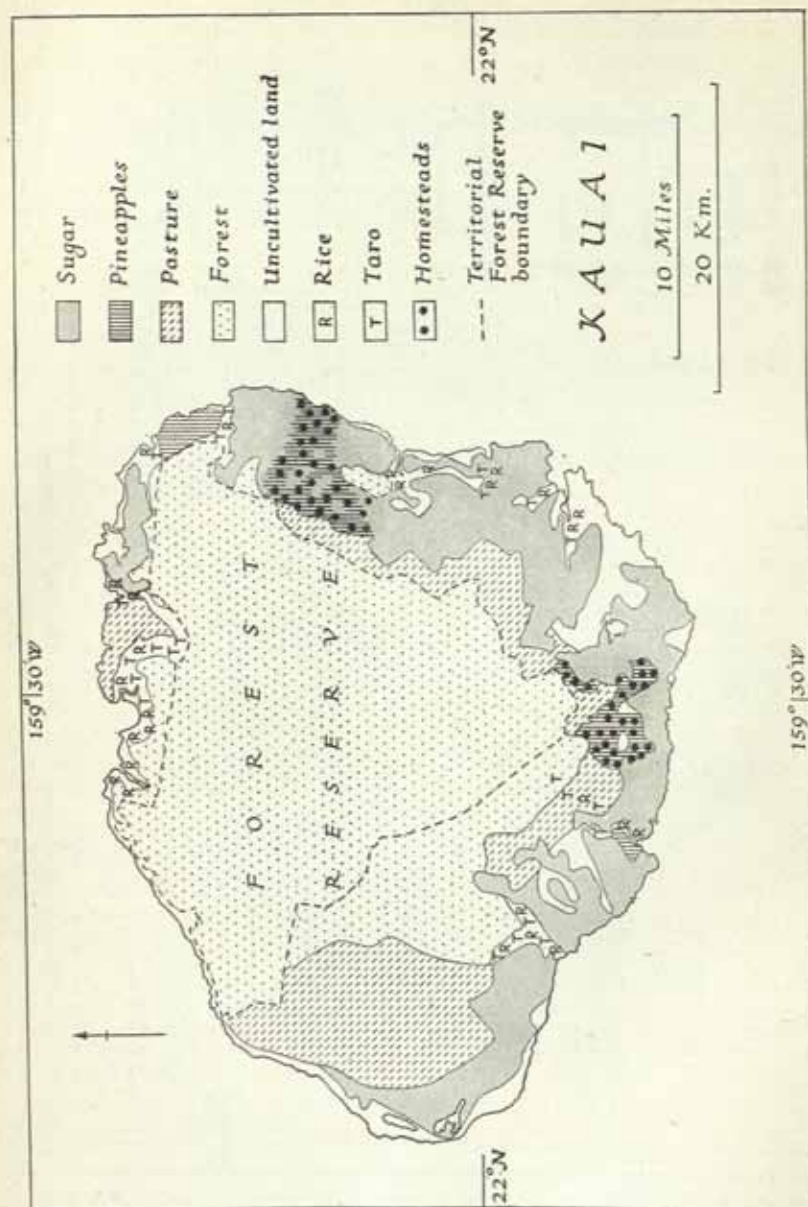 159°30'W
22°N
Sugar
Pineapples
Pasture
Forest
Uncultivated land
R Rice
T Taro
Homesteads
Territorial
Forest Reserve
boundary
22°N
KAUAI
10 Miles
20 Km.
FOREST
RESERVE
159°30'W